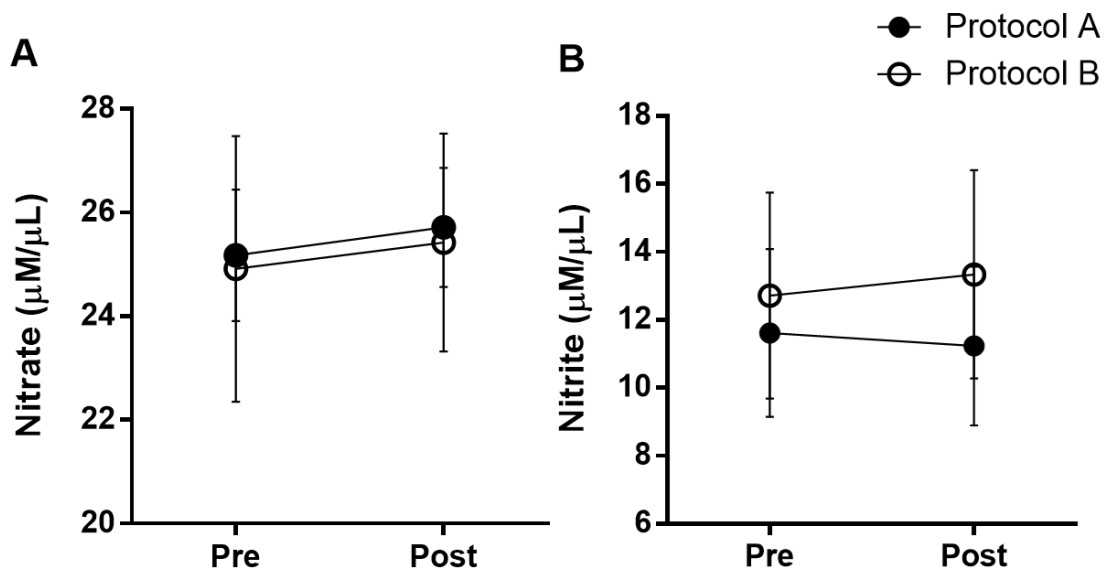 A
Nitrate (μM/μL)
28
26
24
22
20
Pre Post
B
Protocol A
Protocol B
Nitrite (μM/μL)
18
16
14
12
10
8
6
Pre Post